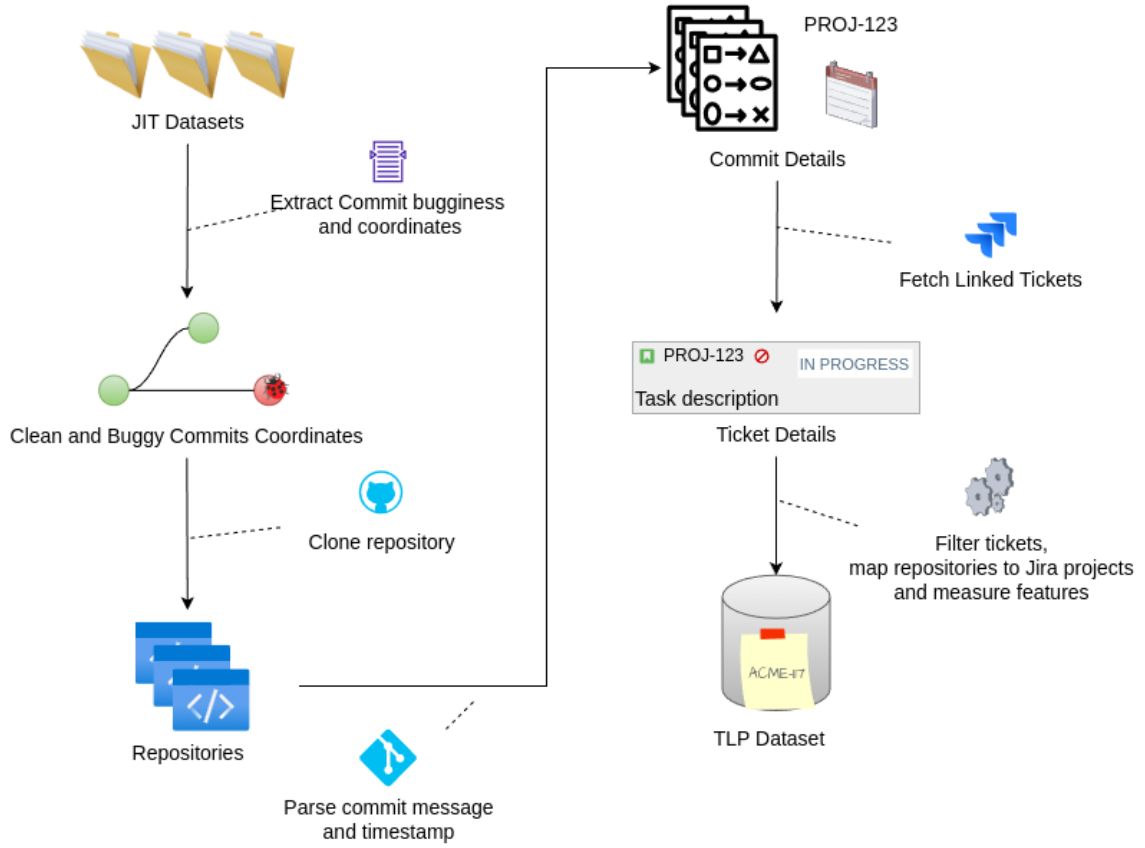 JIT Datasets
Extract Commit bugginess
and coordinates
Clean and Buggy Commits Coordinates
Clone repository
Repositories
Parse commit message
and timestamp
PROJ-123
Commit Details
Fetch Linked Tickets
PROJ-123
IN PROGRESS
Task description
Ticket Details
Filter tickets,
map repositories to Jira projects
and measure features
ACME-117
TLP Dataset